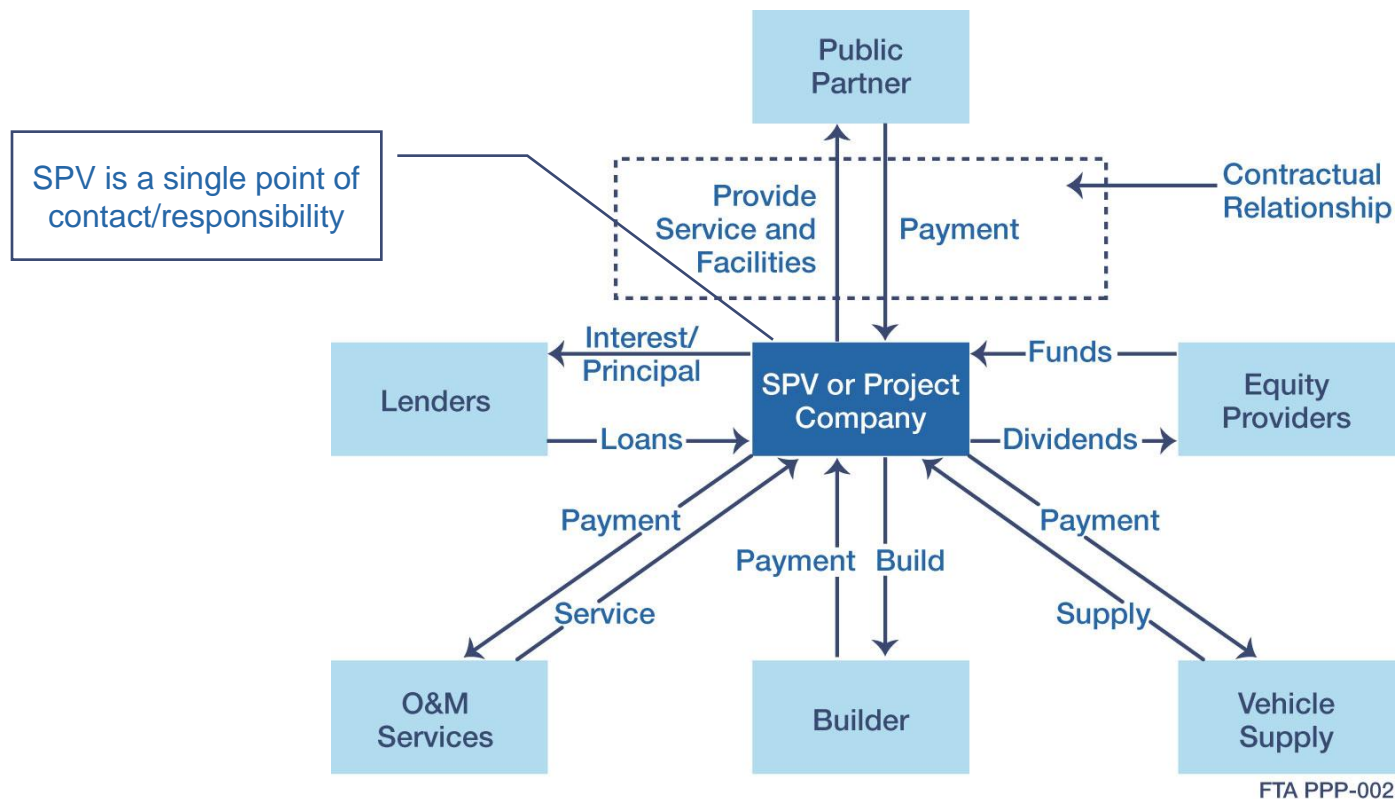 Public
Partner
SPV is a single point of
contact/responsibility
Provide
Service and
Facilities
Payment
Contractual
Relationship
Interest/
Principal
Funds
Lenders
SPV or Project
Company
Equity
Providers
Loans
Dividends
Payment
Payment
Build
Payment
Service
Supply
O&M
Services
Builder
Vehicle
Supply
FTA PPP-002